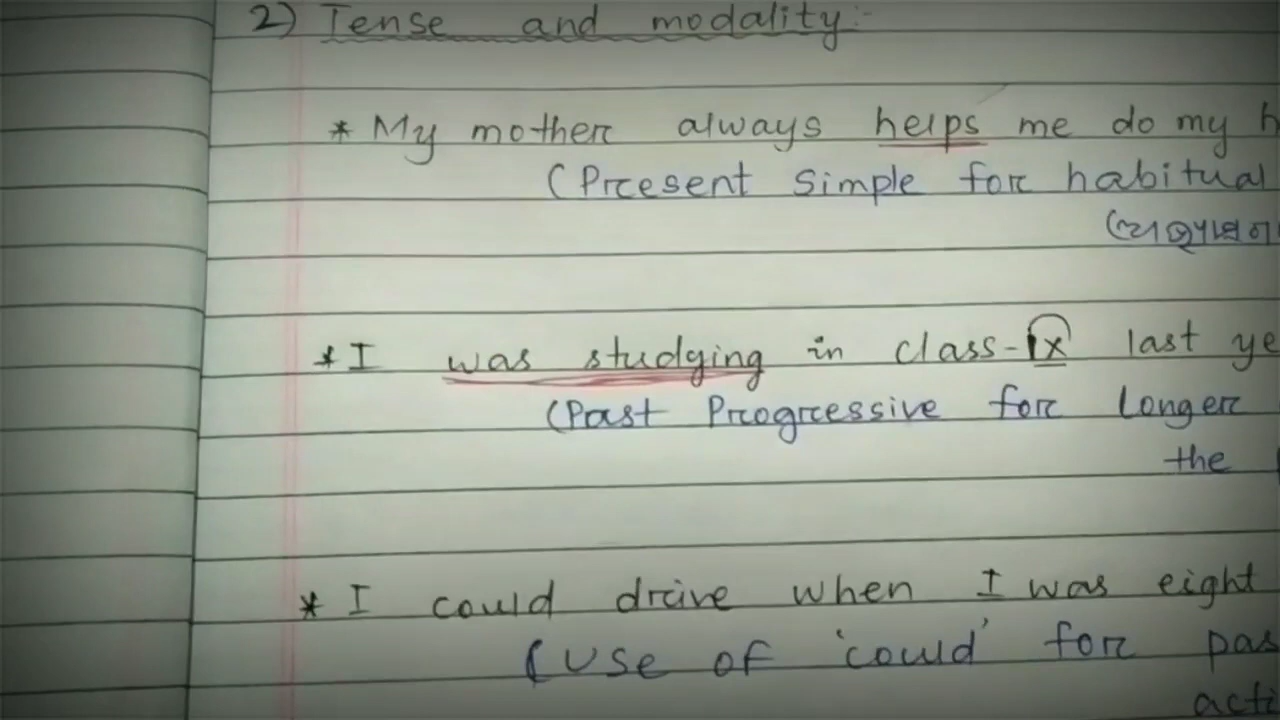 2) Tense and modality:-
* My mother always helps me do my h
(Present simple for habitual
* I was studying in class-IX last ye
(Past Progressive for longer
the
* I could drive when I was eight
(use of 'could' for pas
acti